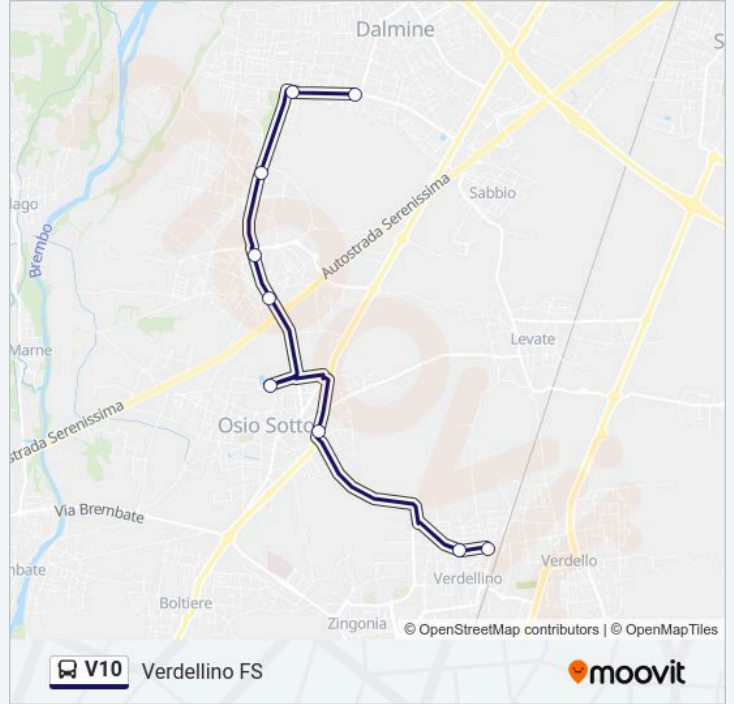 Dalmine
S
Sabbio
lago
Brembo
Autostrada Serenissima
Levate
Marne
Osio Sotto
strada Serenissima
Via Brembate
mbate
Verdello
Verdellino
Boltiere
Zingonia
© OpenStreetMap contributors | © OpenMapTiles
V10 Verdellino FS
moovit